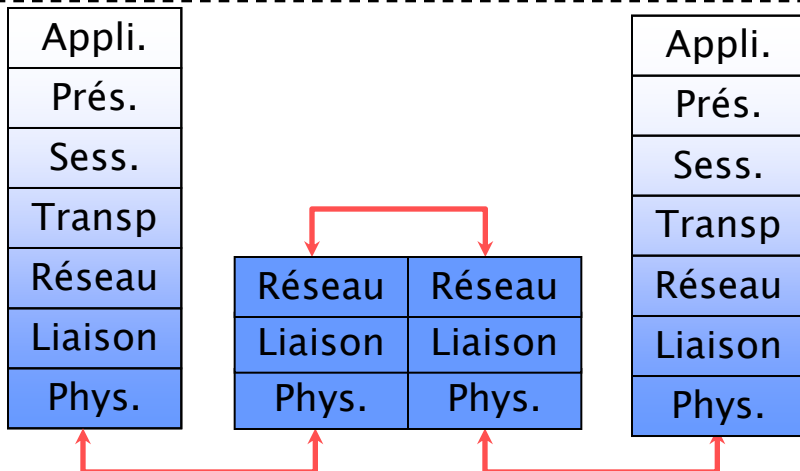 Appli.
Prés.
Sess.
Transp
Réseau
Liaison
Phys.
Réseau Réseau
Liaison Liaison
Phys. Phys.
Appli.
Prés.
Sess.
Transp
Réseau
Liaison
Phys.